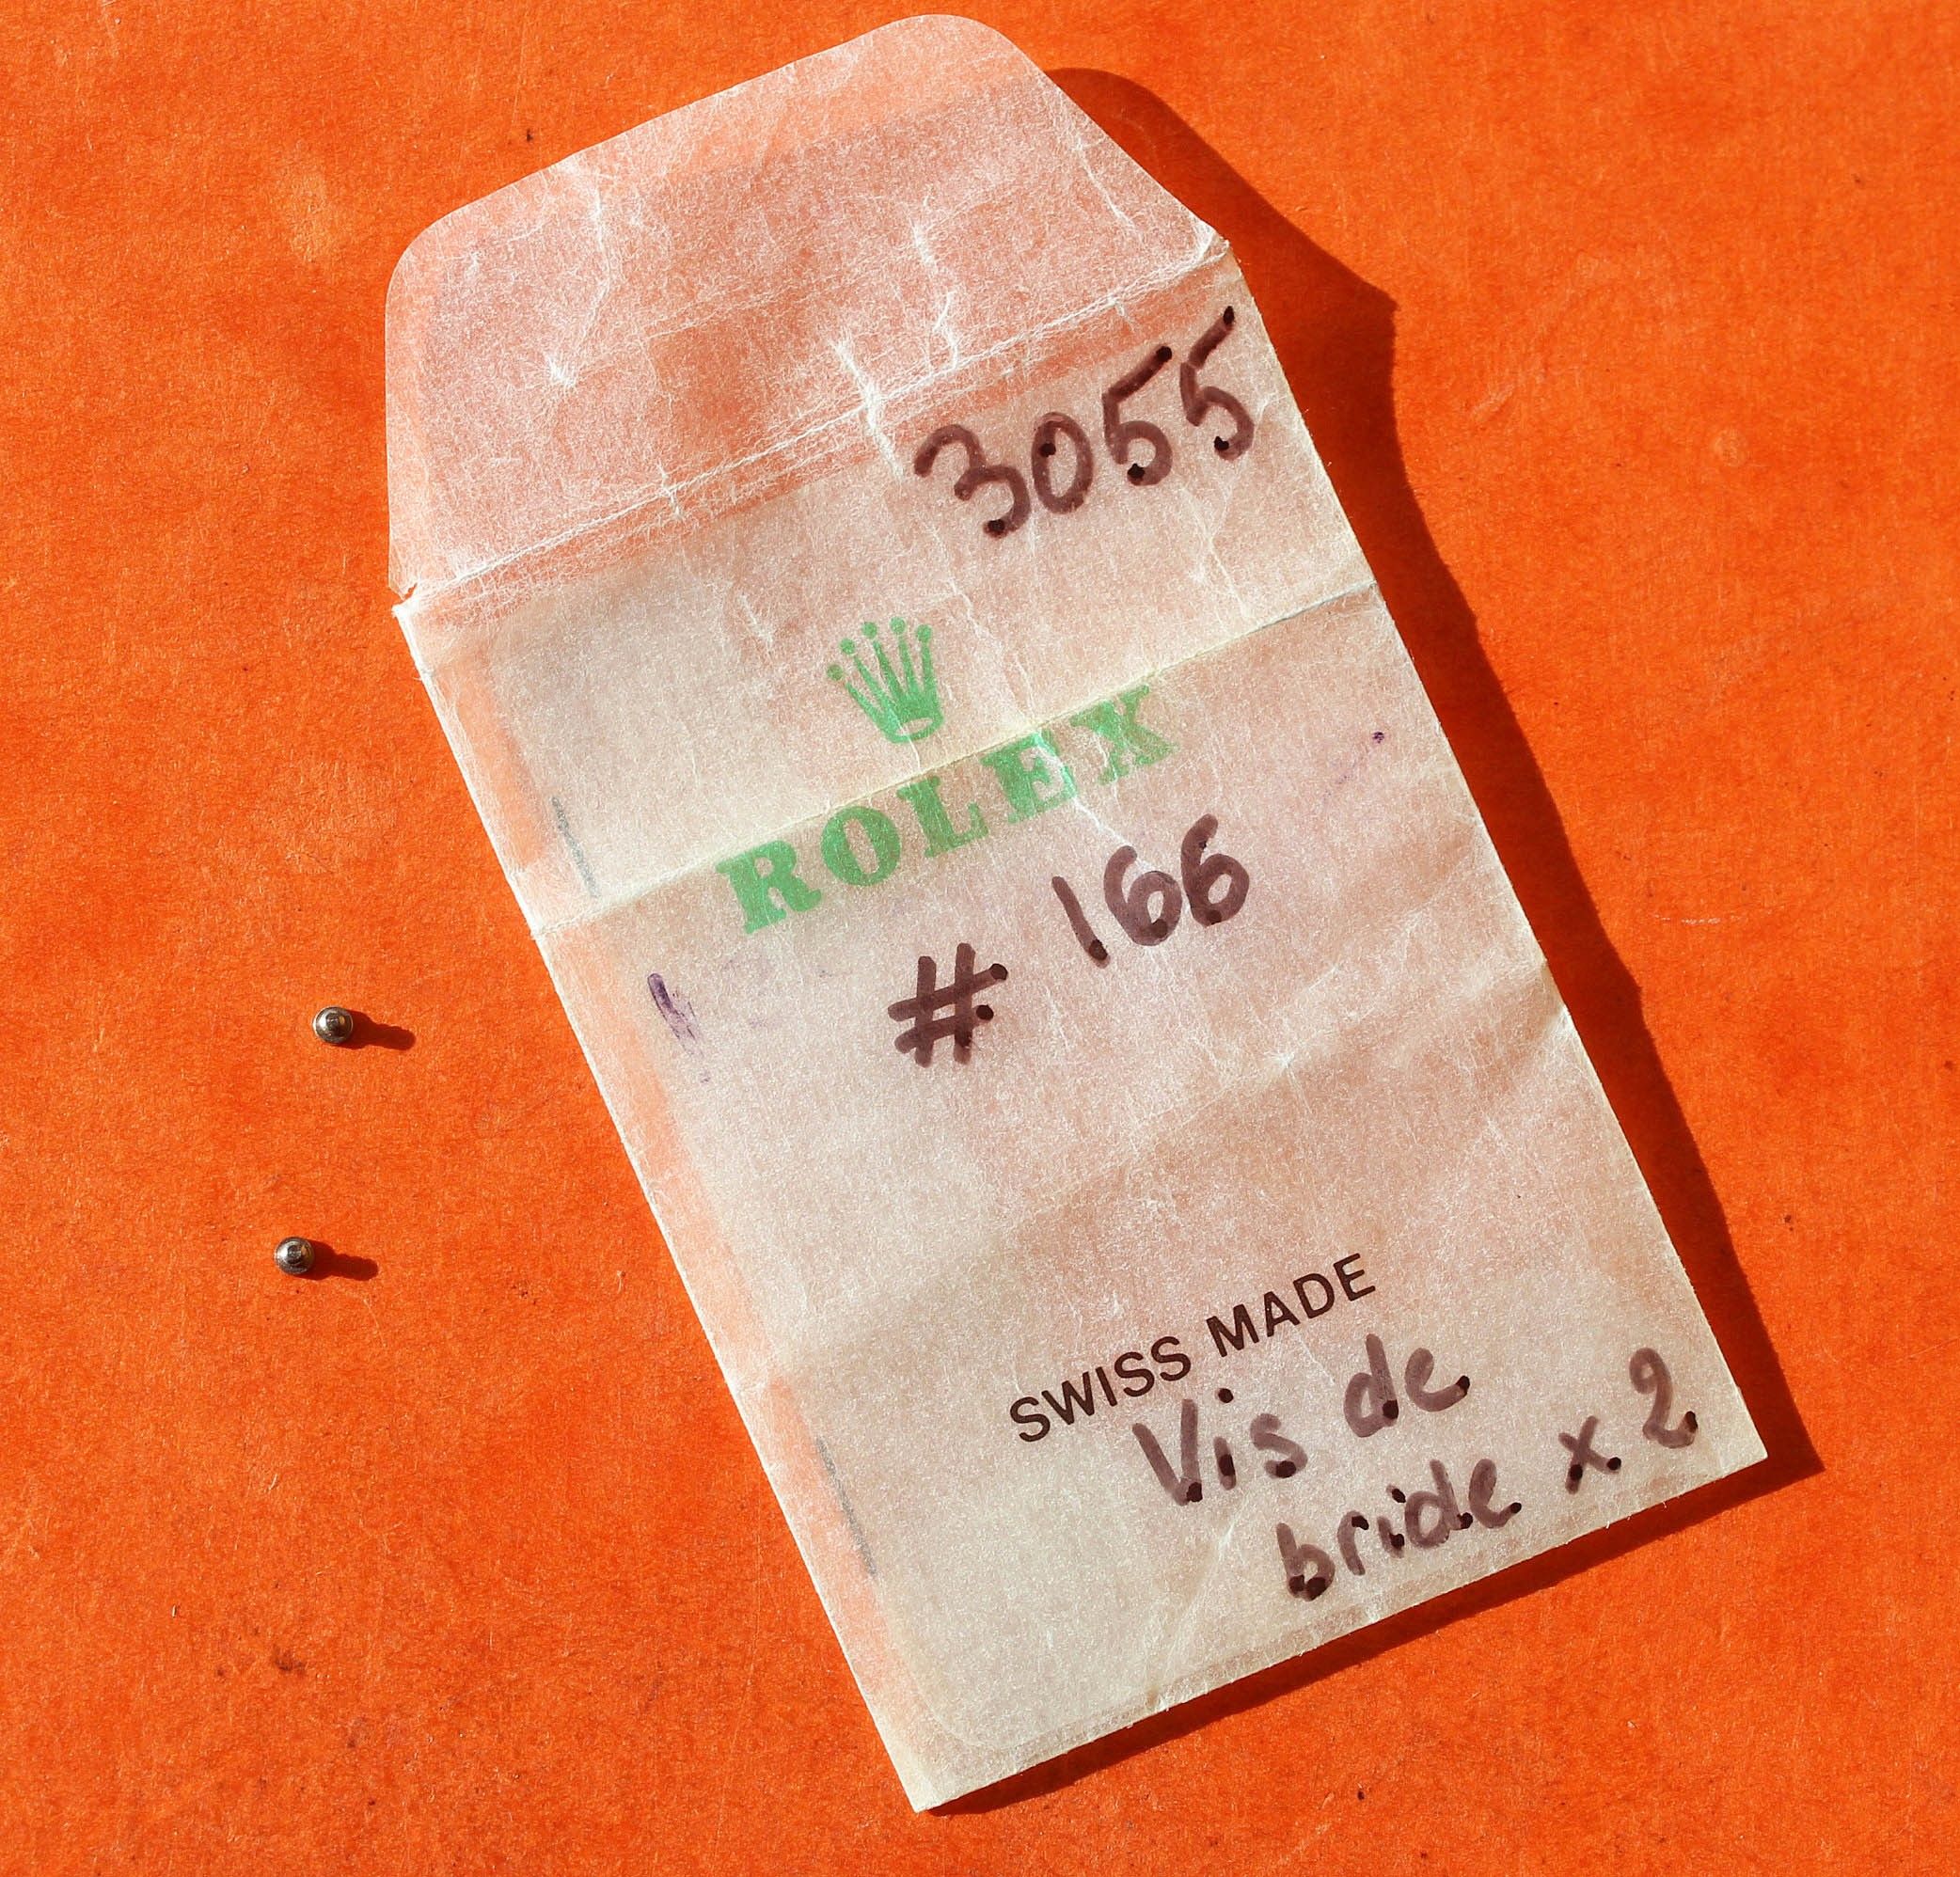 3055
ROLEX
# 166
SWISS MADE
Vis de
bride x 2